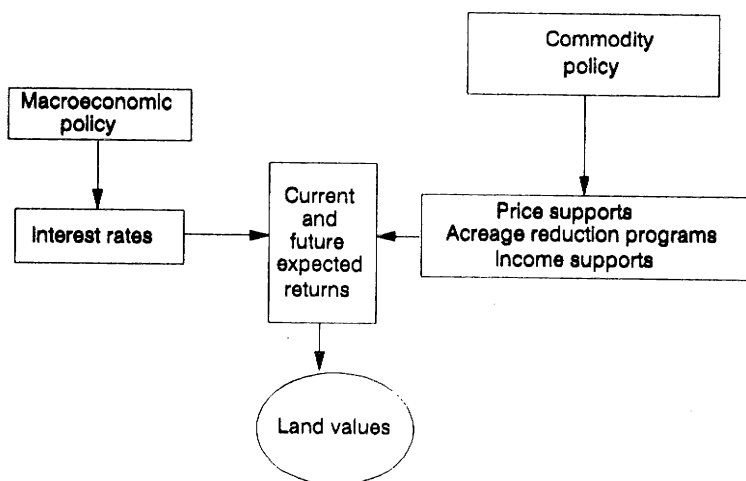 Commodity
policy
Macroeconomic
policy
Current
and
future
expected
returns
Interest rates
Price supports
Acreage reduction programs
Income supports
Land values